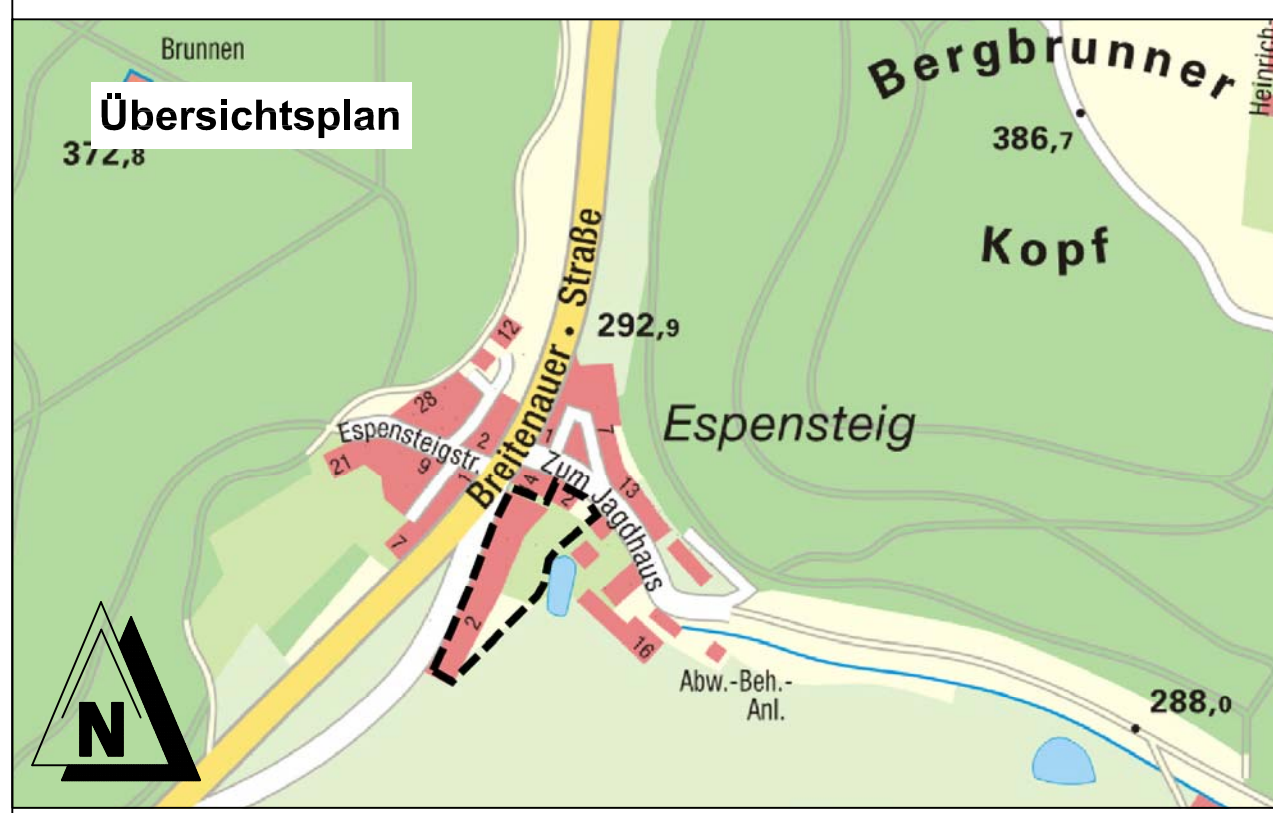 Brunnen
Übersichtsplan
372,8
Bergbrunner
Kopf
386,7
Heinrich-
Breitenauer Straße
292,9
Espensteig
12
28
Espensteigstr.
2
21
9
1
7
1
7
Zum Jagdhaus
4
2
13
2
16
Abw.-Beh.-
Anl.
288,0
N